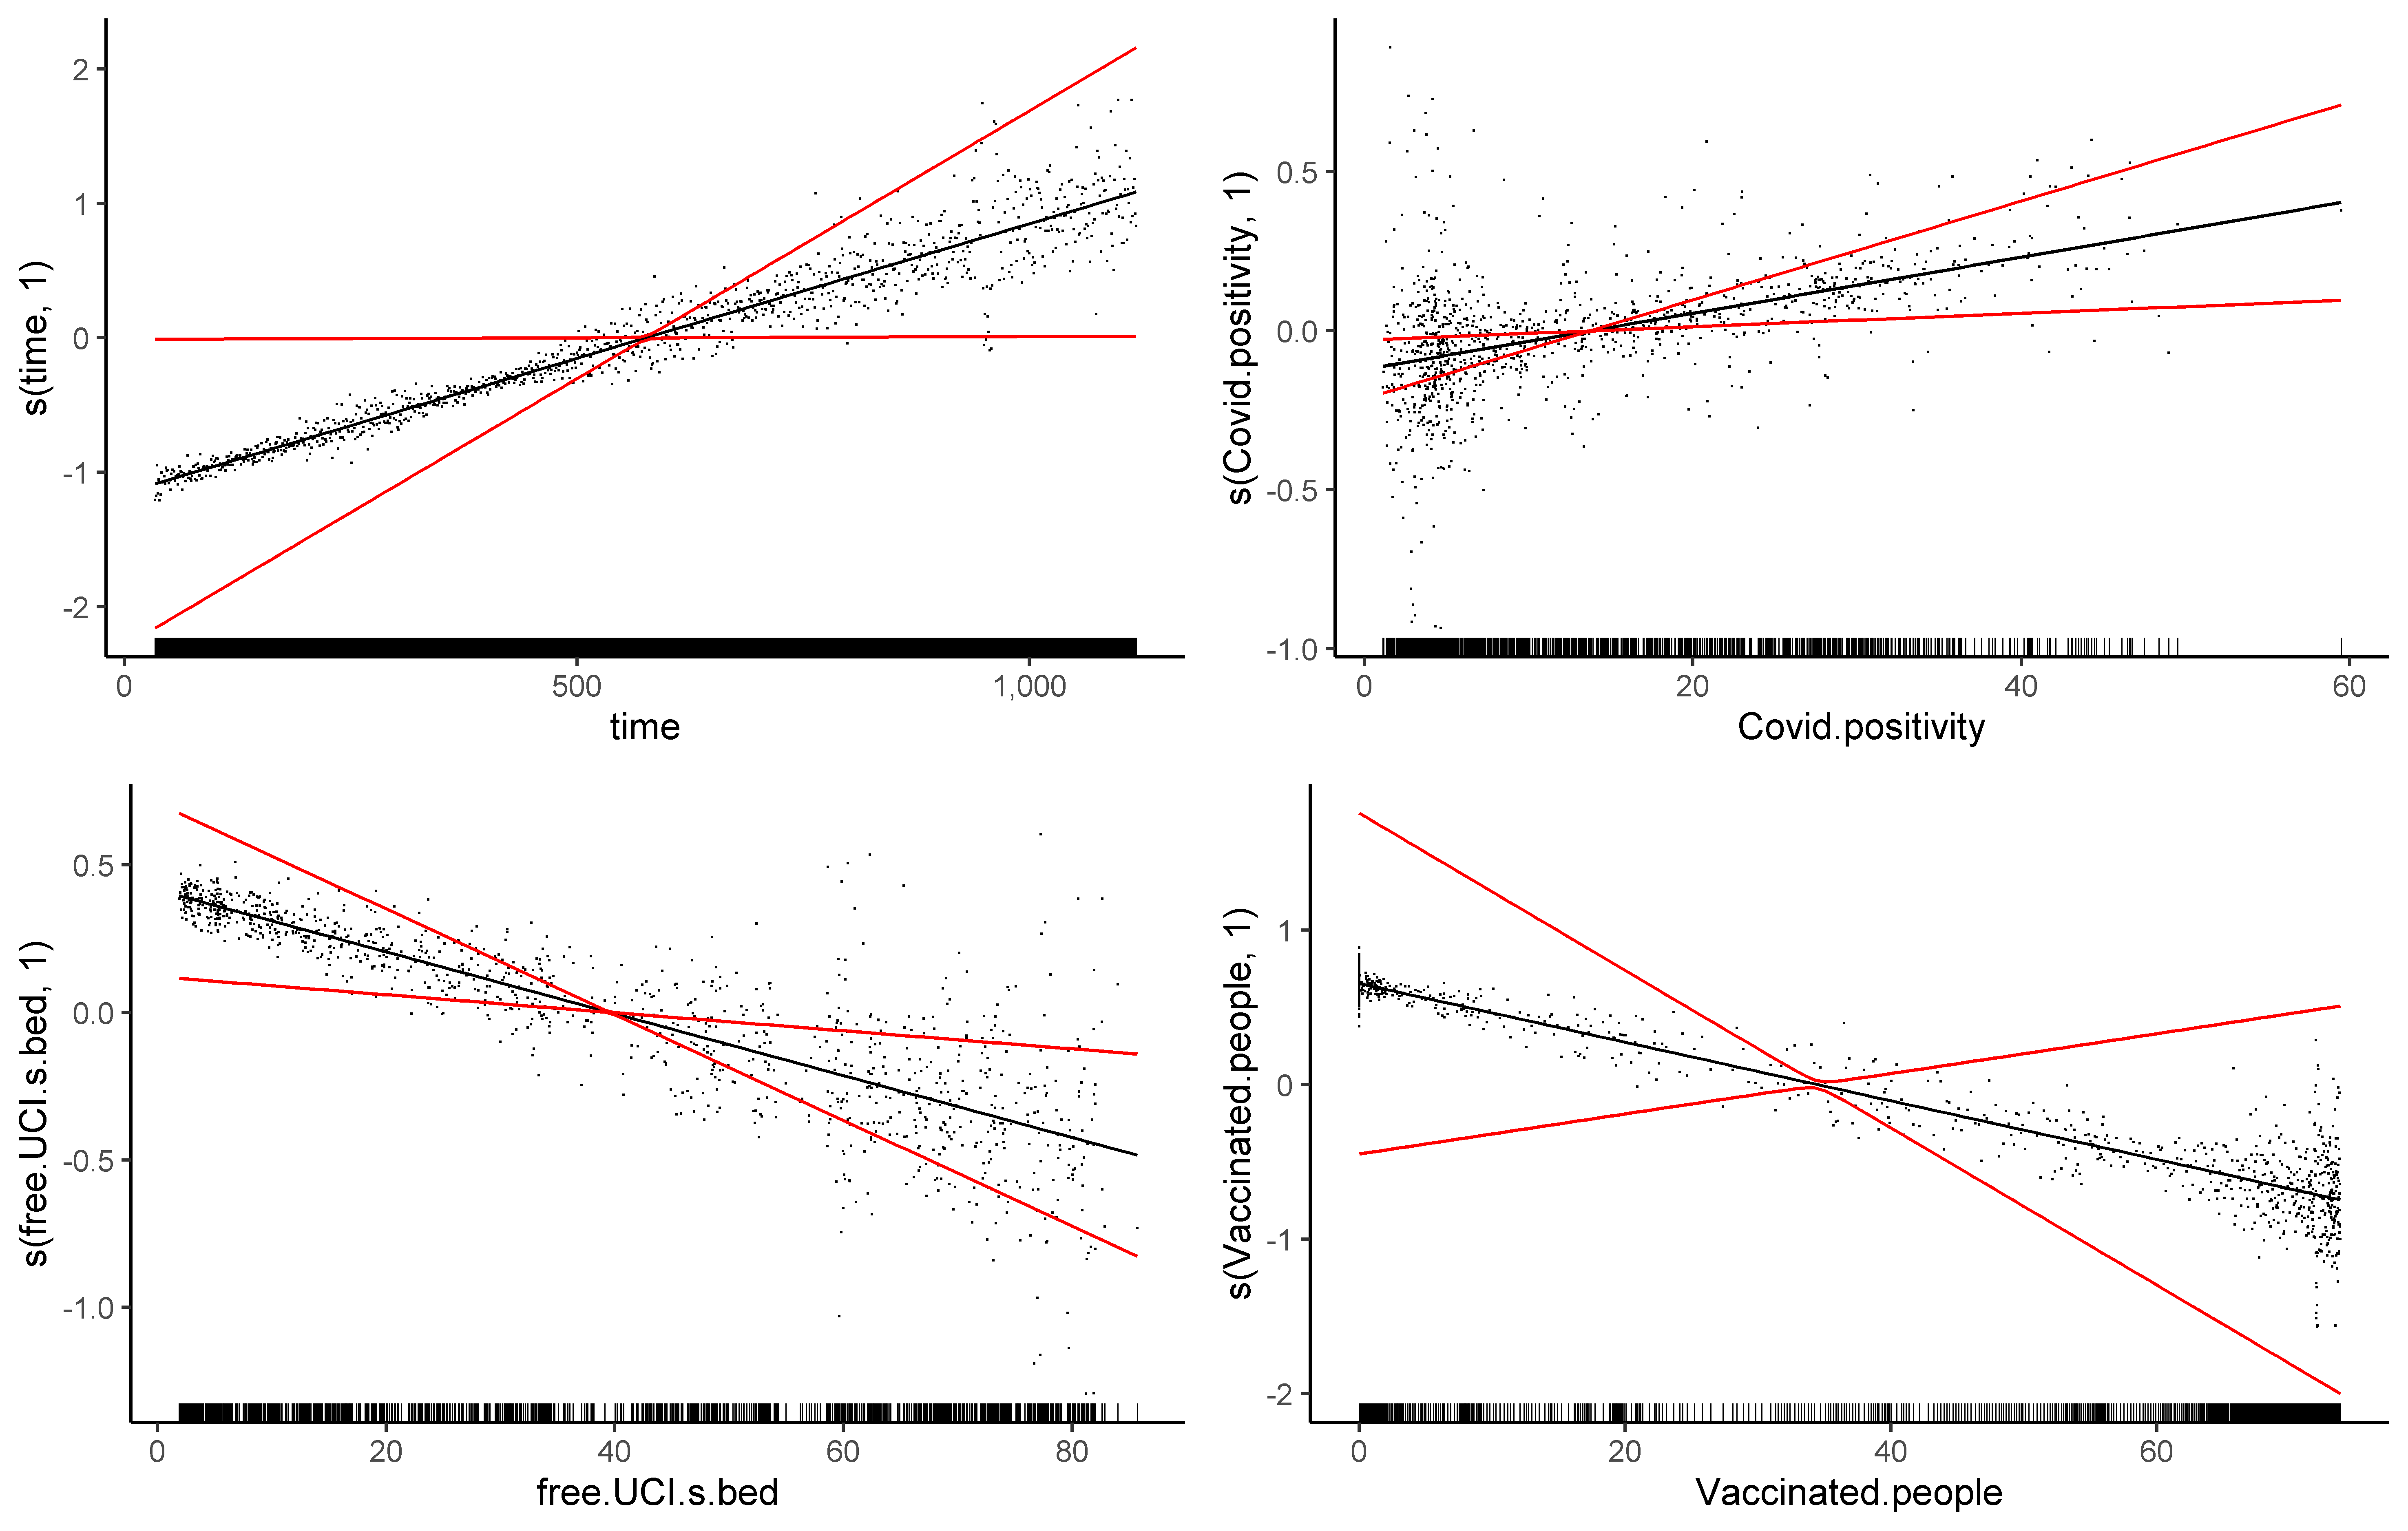 s(time, 1)
2
1
0
-1
-2
0 500 1,000
time
s(Covid.positivity, 1)
0.5
0.0
-0.5
-1.0
0 20 40 60
Covid.positivity
s(free.UCI.s.bed, 1)
0.5
0.0
-0.5
-1.0
0 20 40 60 80
free.UCI.s.bed
s(Vaccinated.people, 1)
1
0
-1
-2
0 20 40 60
Vaccinated.people